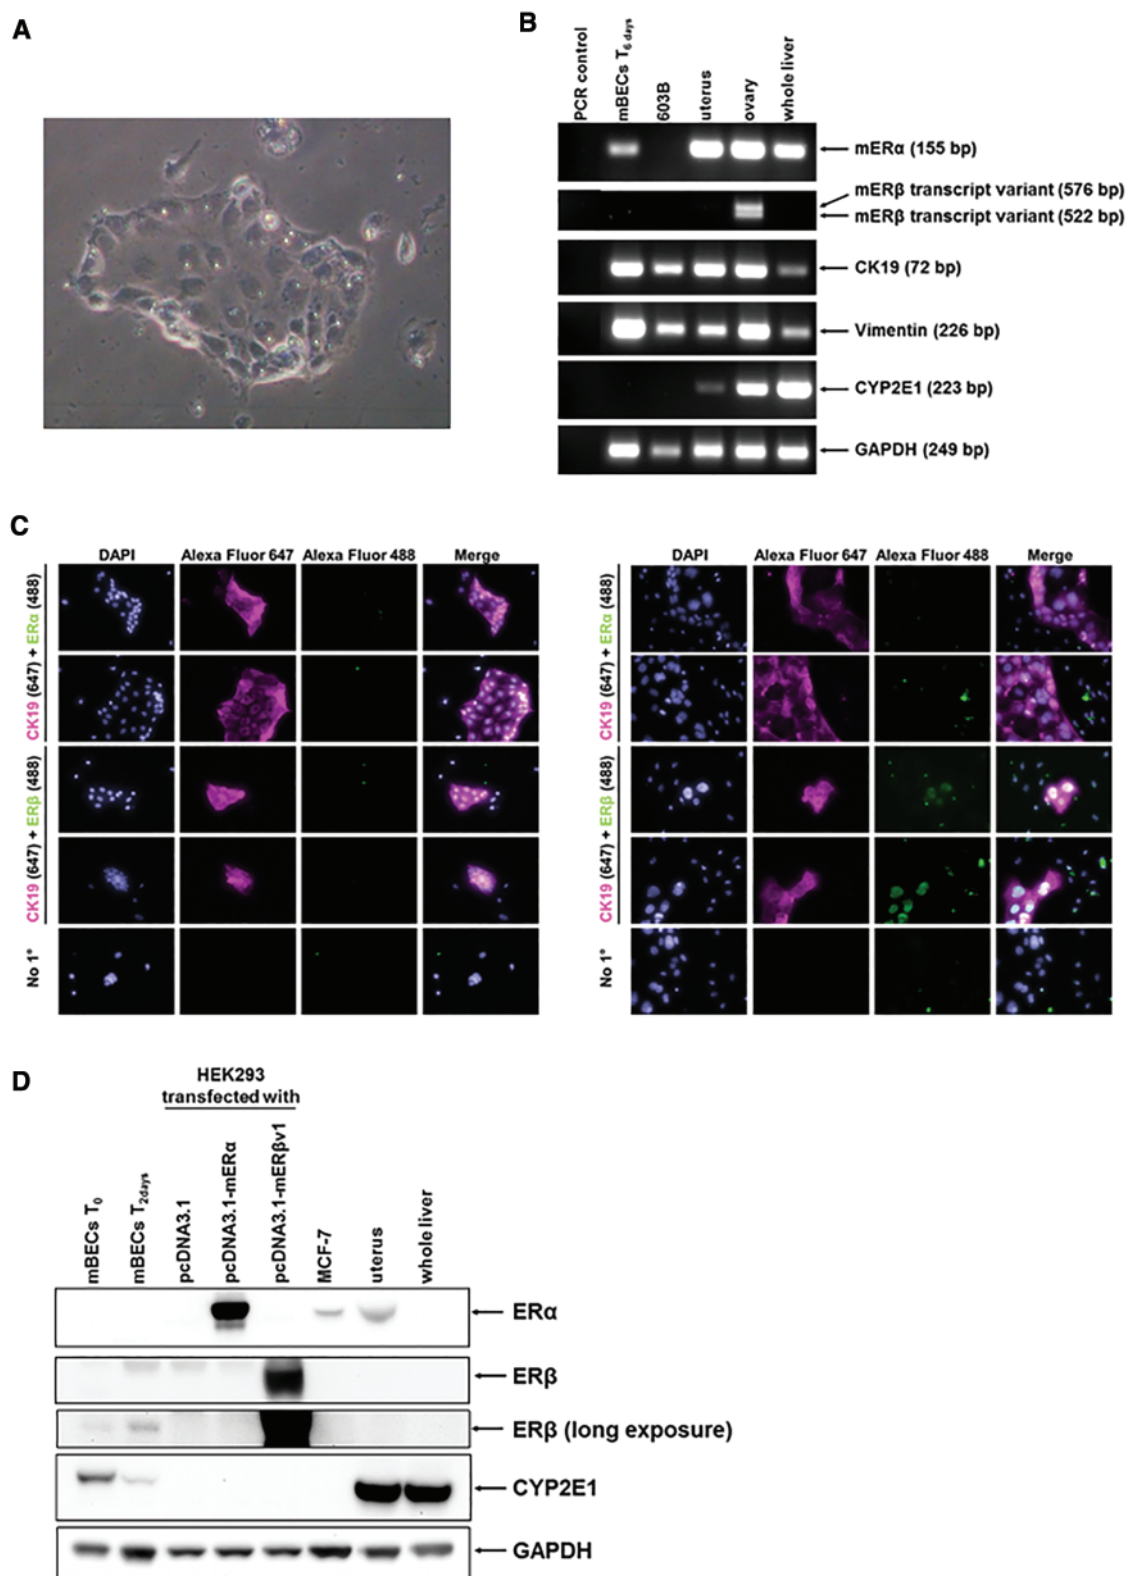 A
B
PCR control
mBECs T6 days
603B
uterus
ovary
whole liver
mERα (155 bp)
mERβ transcript variant (576 bp)
mERβ transcript variant (522 bp)
CK19 (72 bp)
Vimentin (226 bp)
CYP2E1 (223 bp)
GAPDH (249 bp)
C
DAPI Alexa Fluor 647 Alexa Fluor 488 Merge
CK19 (647) + ERα (488)
CK19 (647) + ERβ (488)
No 1°
DAPI Alexa Fluor 647 Alexa Fluor 488 Merge
CK19 (647) + ERα (488)
CK19 (647) + ERβ (488)
No 1°
D
HEK293
transfected with
mBECs T0
mBECs T2days
pcDNA3.1
pcDNA3.1-mERα
pcDNA3.1-mERβv1
MCF-7
uterus
whole liver
ERα
ERβ
ERβ (long exposure)
CYP2E1
GAPDH